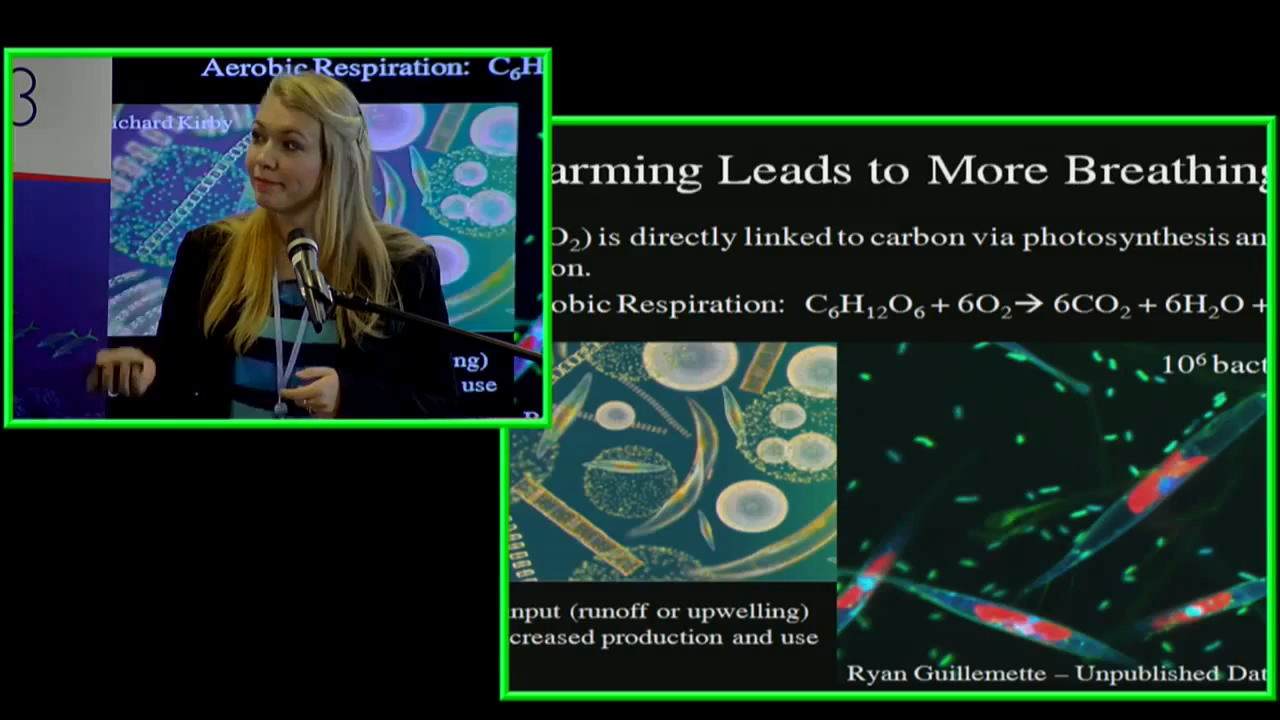 3
Aerobic Respiration: C₆H
ichard Kirby
ng)
use
arming Leads to More Breathing
O₂) is directly linked to carbon via photosynthesis an
on.
obic Respiration: C₆H₁₂O₆ + 6O₂→ 6CO₂ + 6H₂O +
10⁶ bact
nput (runoff or upwelling)
creased production and use
Ryan Guillemette – Unpublished Dat